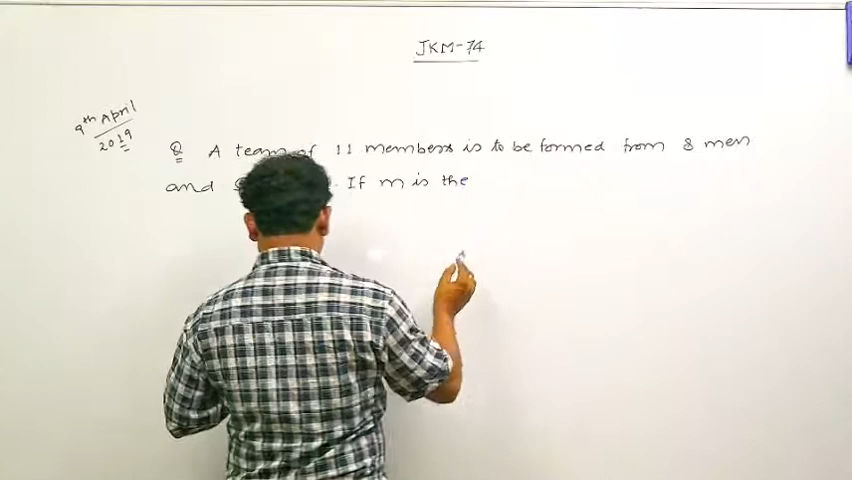 JKM-74
9th April
2019
Q A team of 11 members is to be formed from 8 men
and If m is the